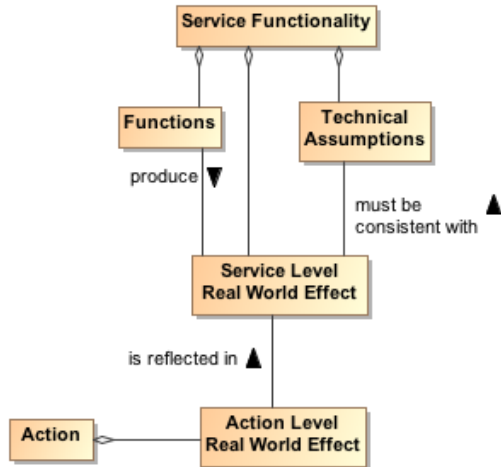 Service Functionality
Functions
Technical
Assumptions
produce
must be
consistent with
Service Level
Real World Effect
is reflected in
Action
Action Level
Real World Effect